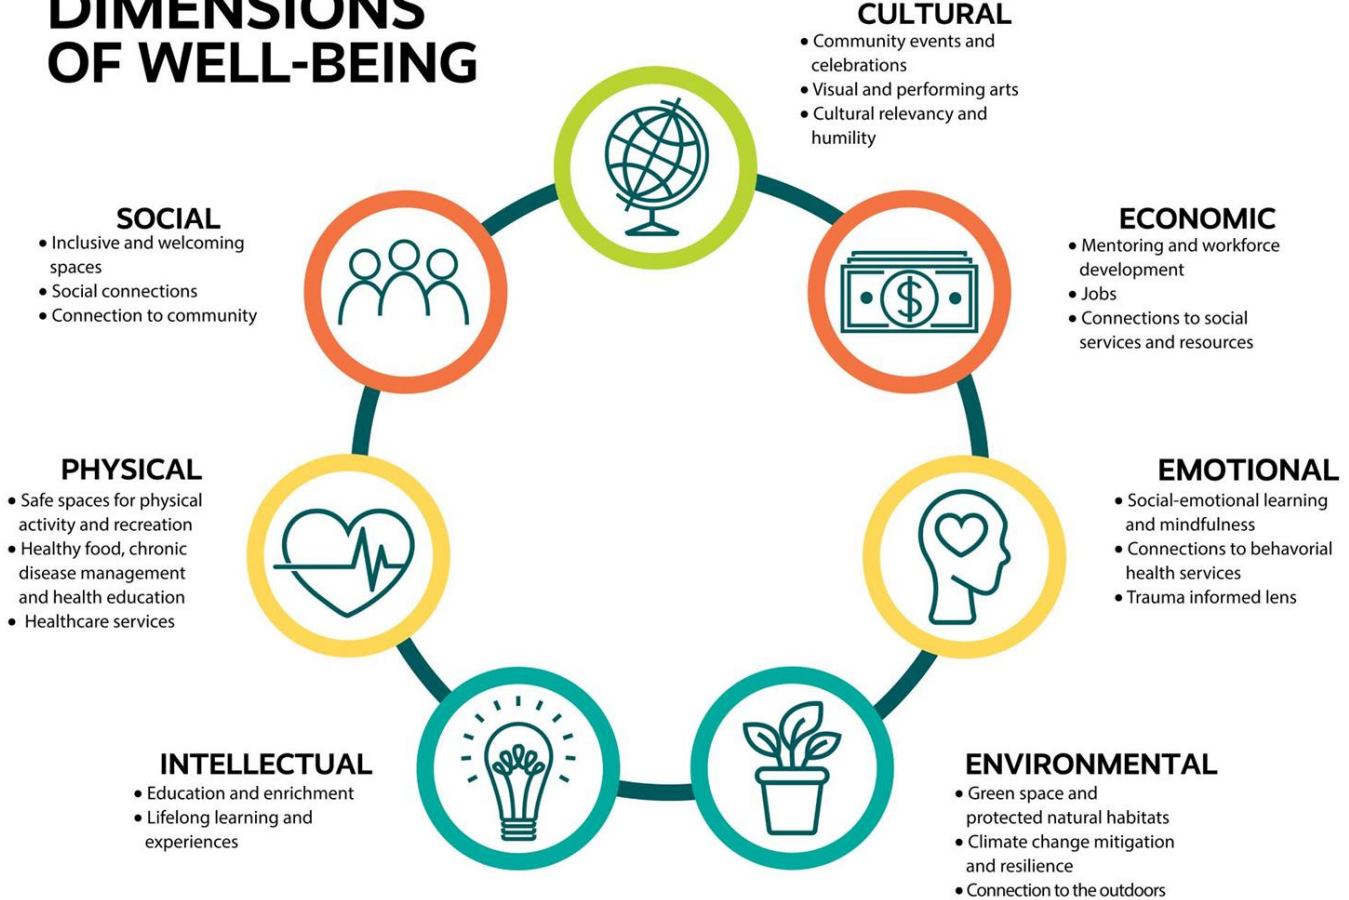 DIMENSIONS
OF WELL-BEING
CULTURAL
• Community events and
celebrations
• Visual and performing arts
• Cultural relevancy and
humility
SOCIAL
• Inclusive and welcoming
spaces
• Social connections
• Connection to community
ECONOMIC
• Mentoring and workforce
development
• Jobs
• Connections to social
services and resources
$
PHYSICAL
• Safe spaces for physical
activity and recreation
• Healthy food, chronic
disease management
and health education
• Healthcare services
EMOTIONAL
• Social-emotional learning
and mindfulness
• Connections to behavorial
health services
• Trauma informed lens
INTELLECTUAL
• Education and enrichment
• Lifelong learning and
experiences
ENVIRONMENTAL
• Green space and
protected natural habitats
• Climate change mitigation
and resilience
• Connection to the outdoors